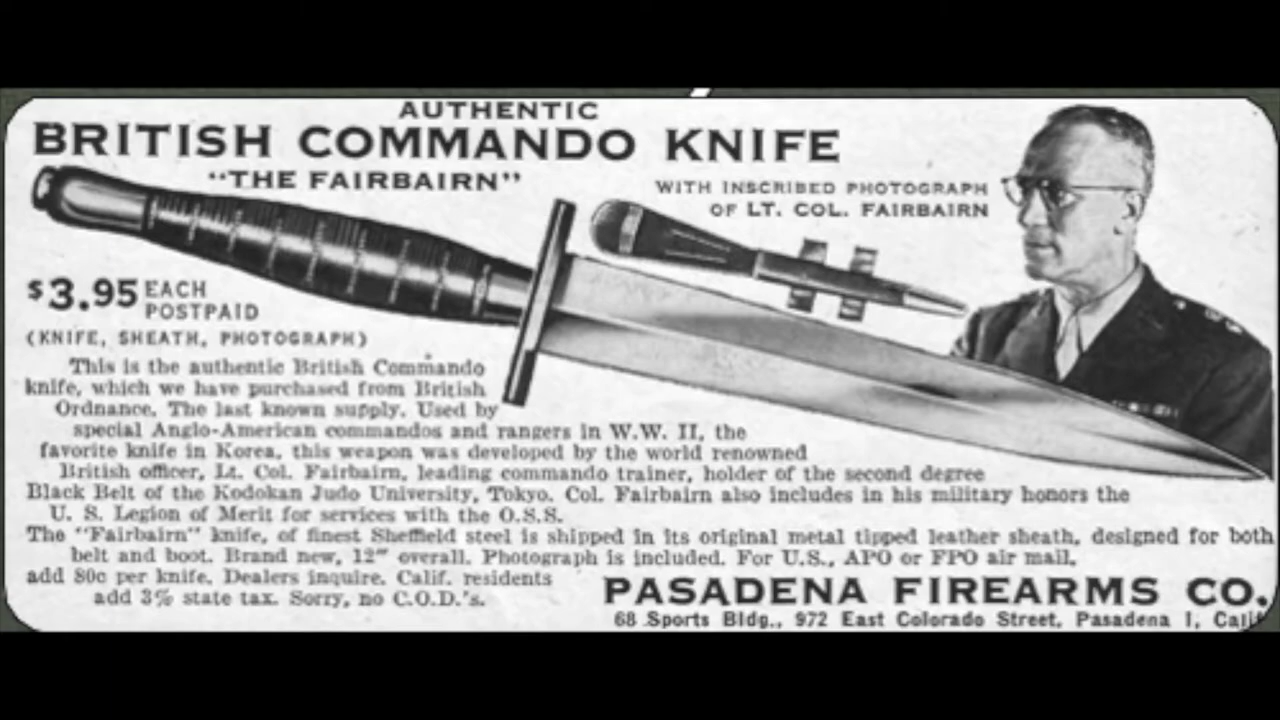 AUTHENTIC
BRITISH COMMANDO KNIFE
"THE FAIRBAIRN"
WITH INSCRIBED PHOTOGRAPH
OF LT. COL. FAIRBAIRN
$3.95 EACH
POSTPAID
(KNIFE, SHEATH, PHOTOGRAPH)
This is the authentic British Commando
knife, which we have purchased from British
Ordnance. The last known supply. Used by
special Anglo-American commandos and rangers in W.W. II, the
favorite knife in Korea, this weapon was developed by the world renowned
British officer, Lt. Col. Fairbairn, leading commando trainer, holder of the second degree
Black Belt of the Kodokan Judo University, Tokyo. Col. Fairbairn also includes in his military honors the
U. S. Legion of Merit for services with the O.S.S.
The "Fairbairn" knife, of finest Sheffield steel is shipped in its original metal tipped leather sheath, designed for both
belt and boot. Brand new, 12" overall. Photograph is included. For U.S., APO or FPO air mail,
add 80c per knife. Dealers inquire. Calif. residents
add 3% state tax. Sorry, no C.O.D.'s.
PASADENA FIREARMS CO.
68 Sports Bldg., 972 East Colorado Street, Pasadena 1, Calif